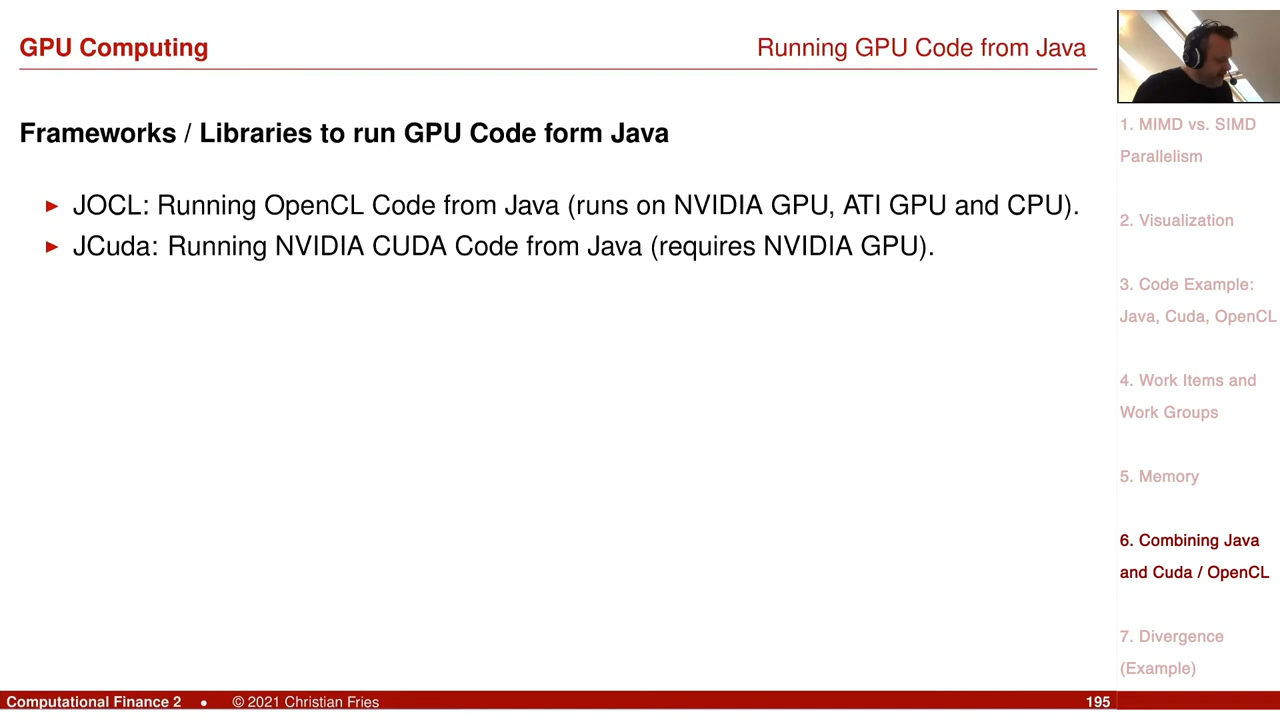 GPU Computing
Running GPU Code from Java
Frameworks / Libraries to run GPU Code form Java
► JOCL: Running OpenCL Code from Java (runs on NVIDIA GPU, ATI GPU and CPU).
► JCuda: Running NVIDIA CUDA Code from Java (requires NVIDIA GPU).
1. MIMD vs. SIMD
Parallelism
2. Visualization
3. Code Example:
Java, Cuda, OpenCL
4. Work Items and
Work Groups
5. Memory
6. Combining Java
and Cuda / OpenCL
7. Divergence
(Example)
Computational Finance 2 • © 2021 Christian Fries
195